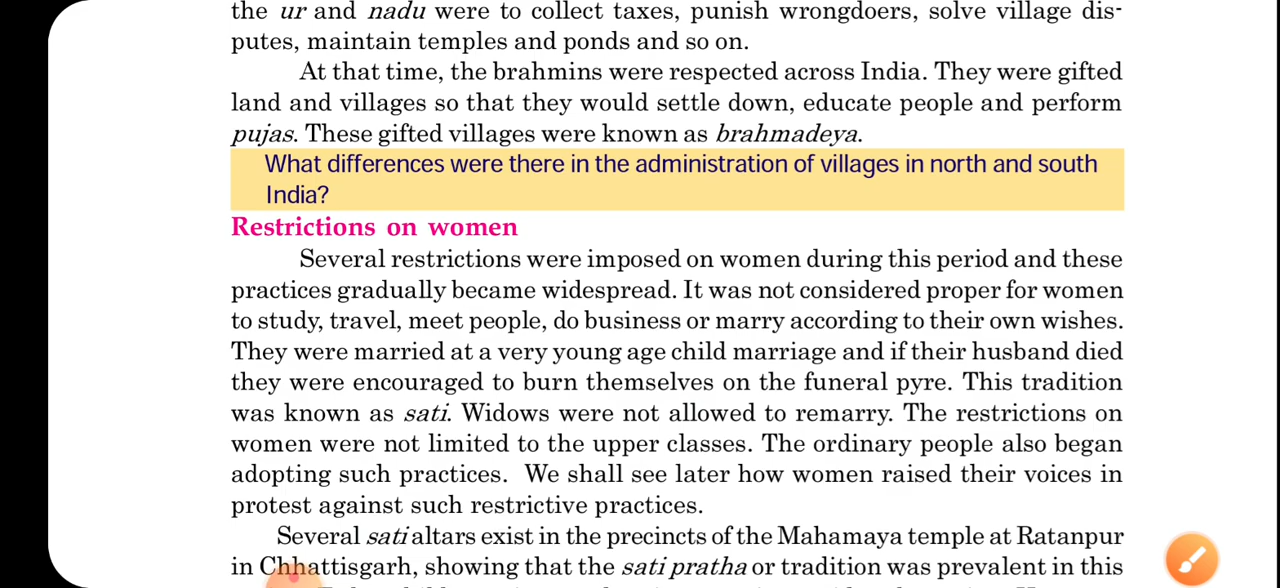 the ur and nadu were to collect taxes, punish wrongdoers, solve village dis-
putes, maintain temples and ponds and so on.
At that time, the brahmins were respected across India. They were gifted
land and villages so that they would settle down, educate people and perform
pujas. These gifted villages were known as brahmadeya.
What differences were there in the administration of villages in north and south
India?
Restrictions on women
Several restrictions were imposed on women during this period and these
practices gradually became widespread. It was not considered proper for women
to study, travel, meet people, do business or marry according to their own wishes.
They were married at a very young age child marriage and if their husband died
they were encouraged to burn themselves on the funeral pyre. This tradition
was known as sati. Widows were not allowed to remarry. The restrictions on
women were not limited to the upper classes. The ordinary people also began
adopting such practices. We shall see later how women raised their voices in
protest against such restrictive practices.
Several sati altars exist in the precincts of the Mahamaya temple at Ratanpur
in Chhattisgarh, showing that the sati pratha or tradition was prevalent in this